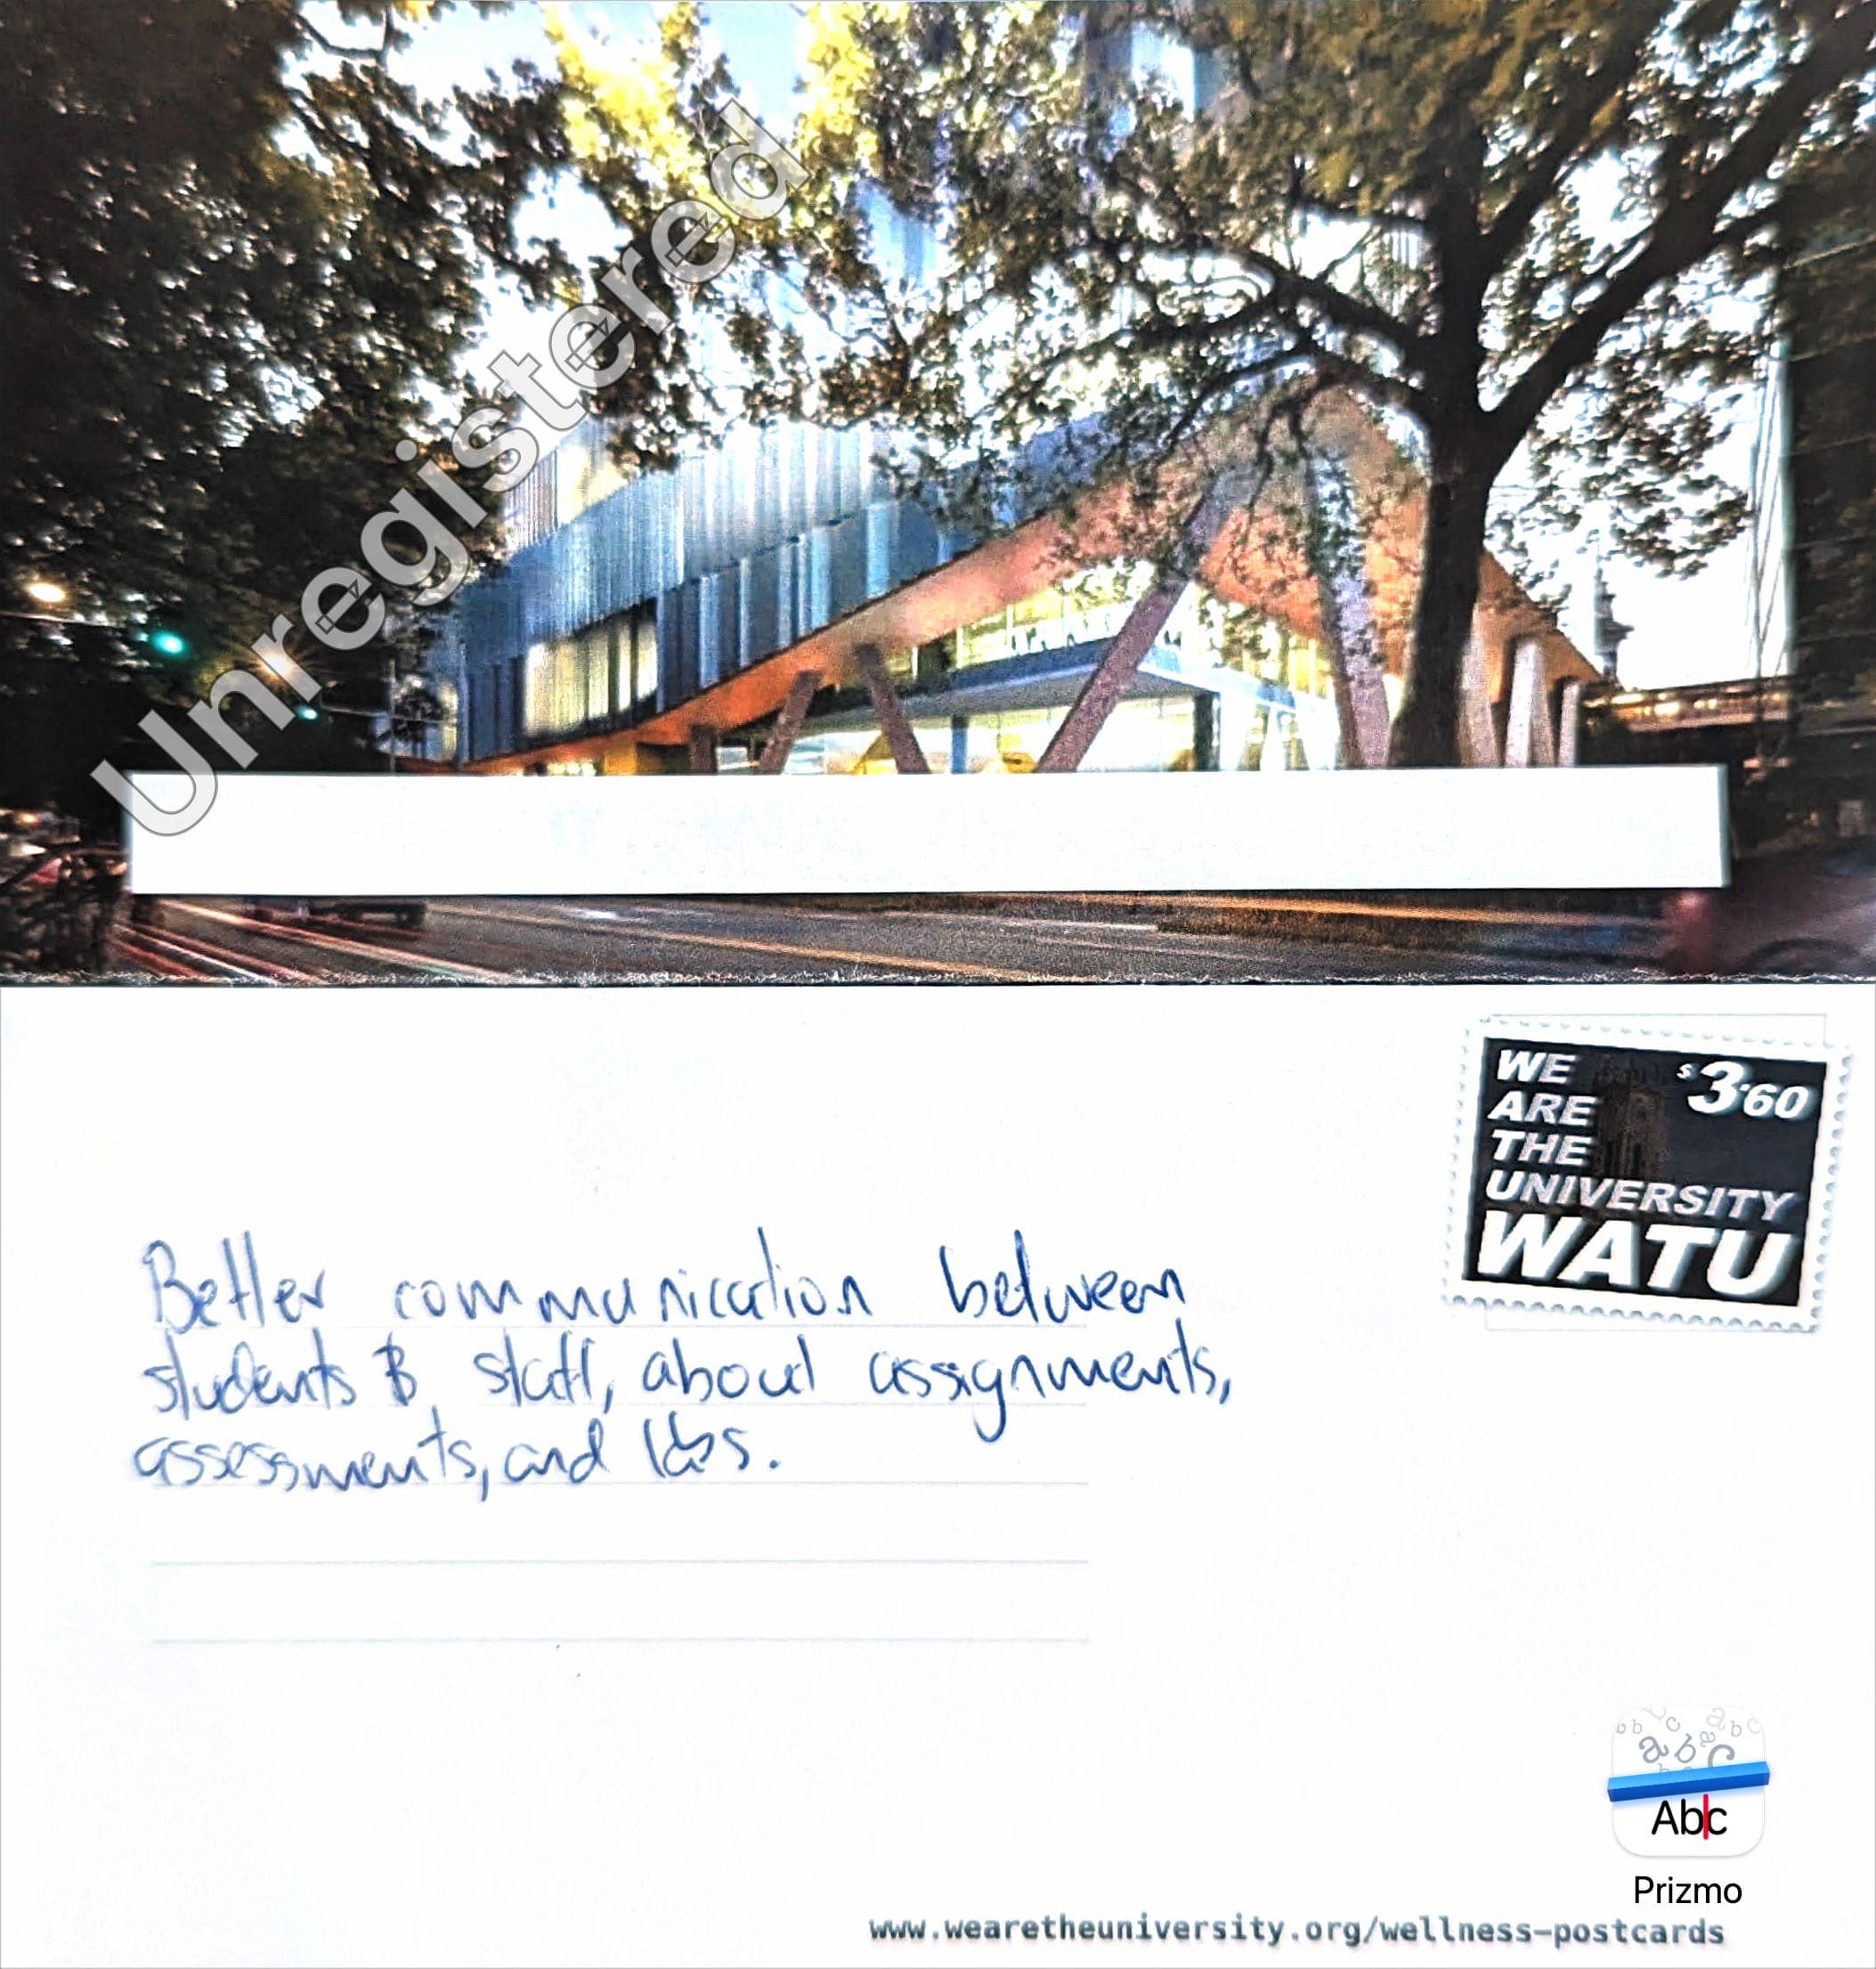 Unregistered
WE
ARE
THE
UNIVERSITY
WATU
$3.60
Better communication between
students & staff, about assignments,
assessments, and labs.
Abc
Prizmo
www.wearetheuniversity.org/wellness-postcards